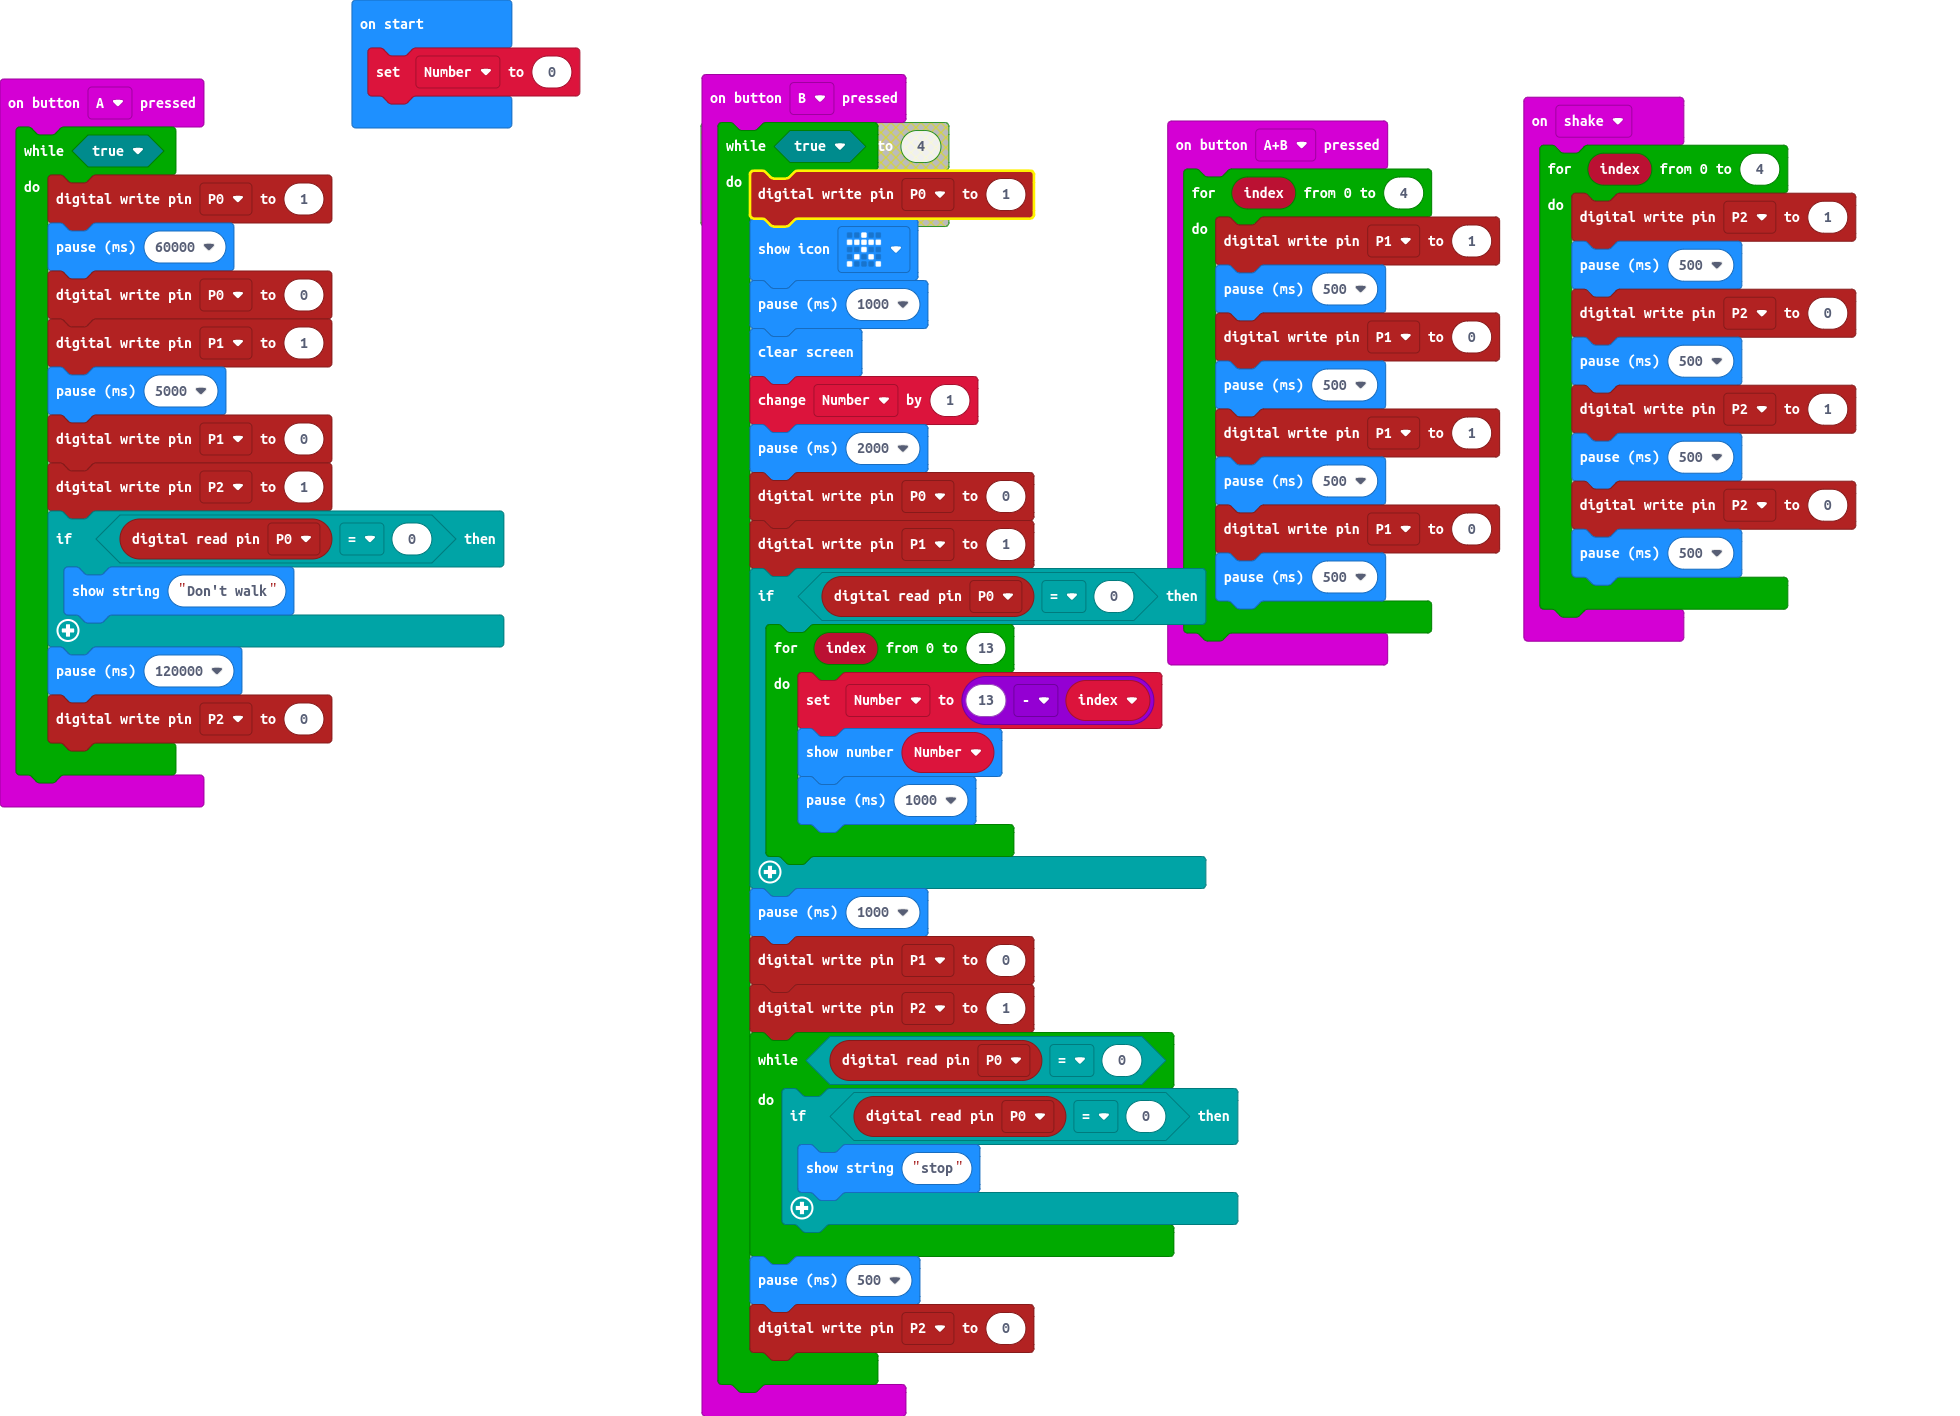 on start
set Number to 0
on button A pressed
while true
do
digital write pin P0 to 1
pause (ms) 60000
digital write pin P0 to 0
digital write pin P1 to 1
pause (ms) 5000
digital write pin P1 to 0
digital write pin P2 to 1
if digital read pin P0 = 0 then
show string "Don't walk"
pause (ms) 120000
digital write pin P2 to 0
on button B pressed
while true
to 4
do
digital write pin P0 to 1
show icon
pause (ms) 1000
clear screen
change Number by 1
pause (ms) 2000
digital write pin P0 to 0
digital write pin P1 to 1
if digital read pin P0 = 0 then
for index from 0 to 13
do
set Number to 13 - index
show number Number
pause (ms) 1000
pause (ms) 1000
digital write pin P1 to 0
digital write pin P2 to 1
while digital read pin P0 = 0
do
if digital read pin P0 = 0 then
show string "stop"
pause (ms) 500
digital write pin P2 to 0
on button A+B pressed
for index from 0 to 4
do
digital write pin P1 to 1
pause (ms) 500
digital write pin P1 to 0
pause (ms) 500
digital write pin P1 to 1
pause (ms) 500
digital write pin P1 to 0
pause (ms) 500
on shake
for index from 0 to 4
do
digital write pin P2 to 1
pause (ms) 500
digital write pin P2 to 0
pause (ms) 500
digital write pin P2 to 1
pause (ms) 500
digital write pin P2 to 0
pause (ms) 500